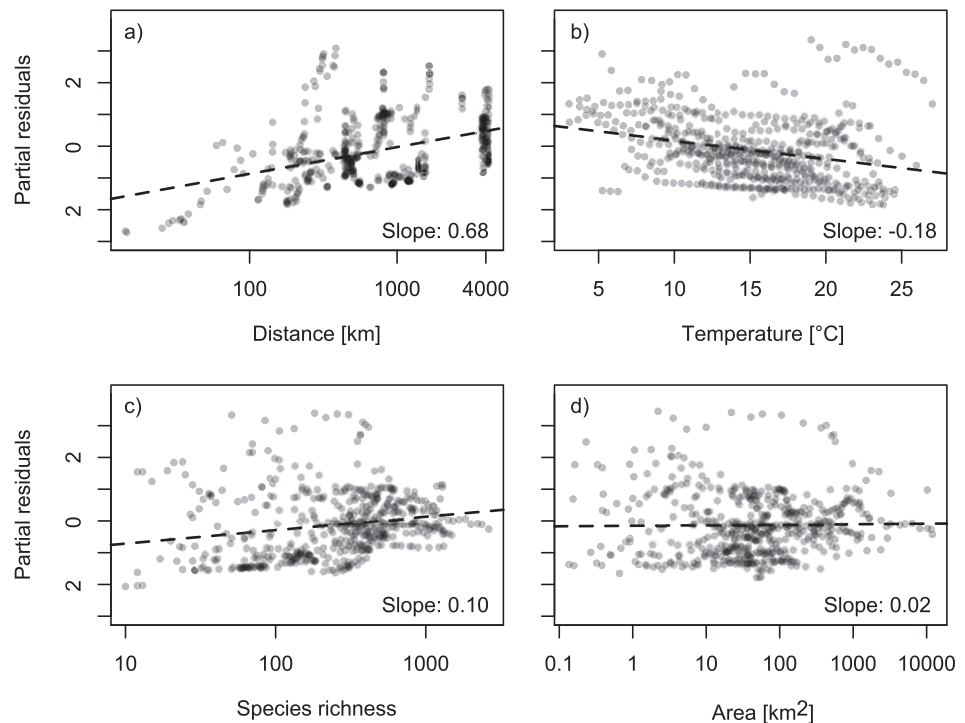 a)
Partial residuals
2
0
2
Slope: 0.68
100
1000
4000
Distance [km]
b)
Slope: -0.18
5
10
15
20
25
Temperature [°C]
c)
Partial residuals
2
0
2
Slope: 0.10
10
100
1000
Species richness
d)
Slope: 0.02
0.1
1
10
100
1000
10000
Area [km2]